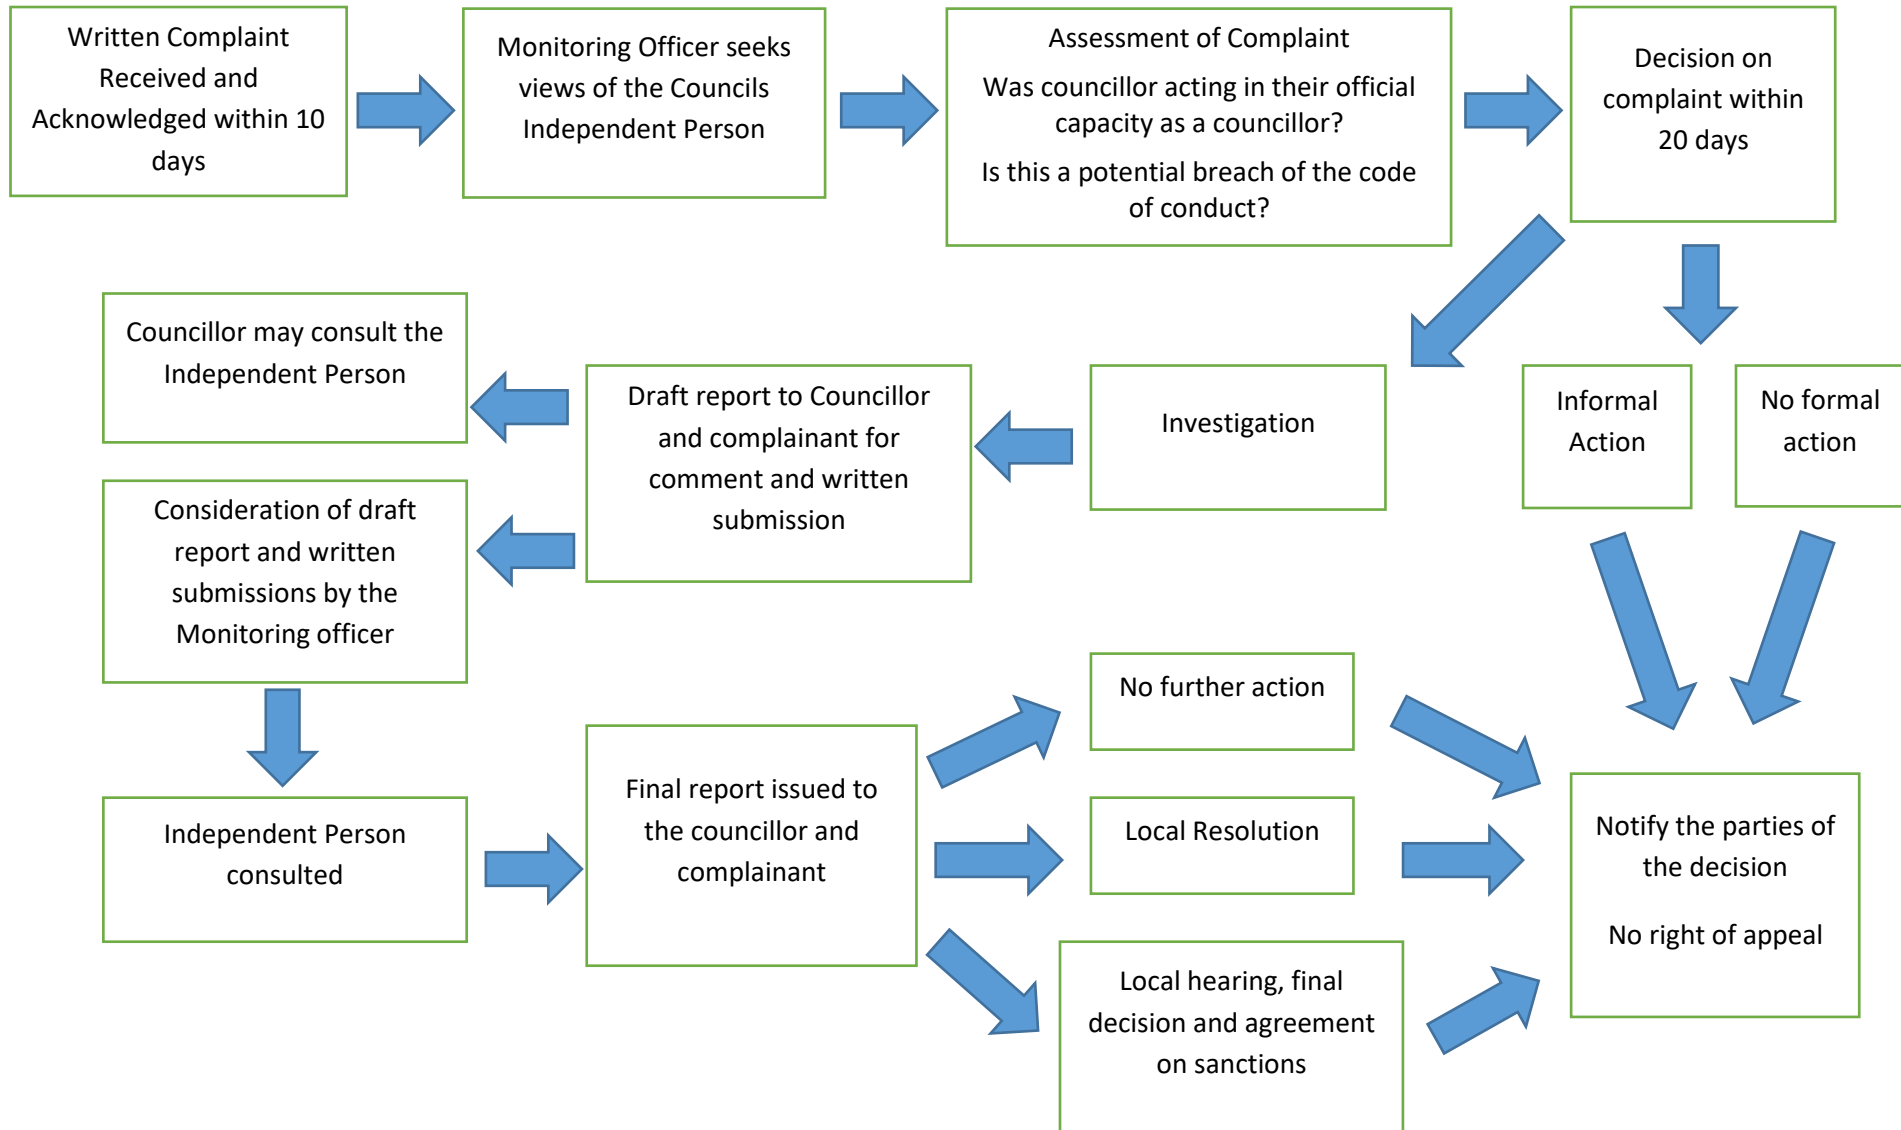 Written Complaint
Received and
Acknowledged within 10
days
Monitoring Officer seeks
views of the Councils
Independent Person
Assessment of Complaint
Was councillor acting in their official
capacity as a councillor?
Is this a potential breach of the code
of conduct?
Decision on
complaint within
20 days
Councillor may consult the
Independent Person
Draft report to Councillor
and complainant for
comment and written
submission
Investigation
Informal
Action
No formal
action
Consideration of draft
report and written
submissions by the
Monitoring officer
Independent Person
consulted
Final report issued to
the councillor and
complainant
No further action
Local Resolution
Local hearing, final
decision and agreement
on sanctions
Notify the parties of
the decision
No right of appeal